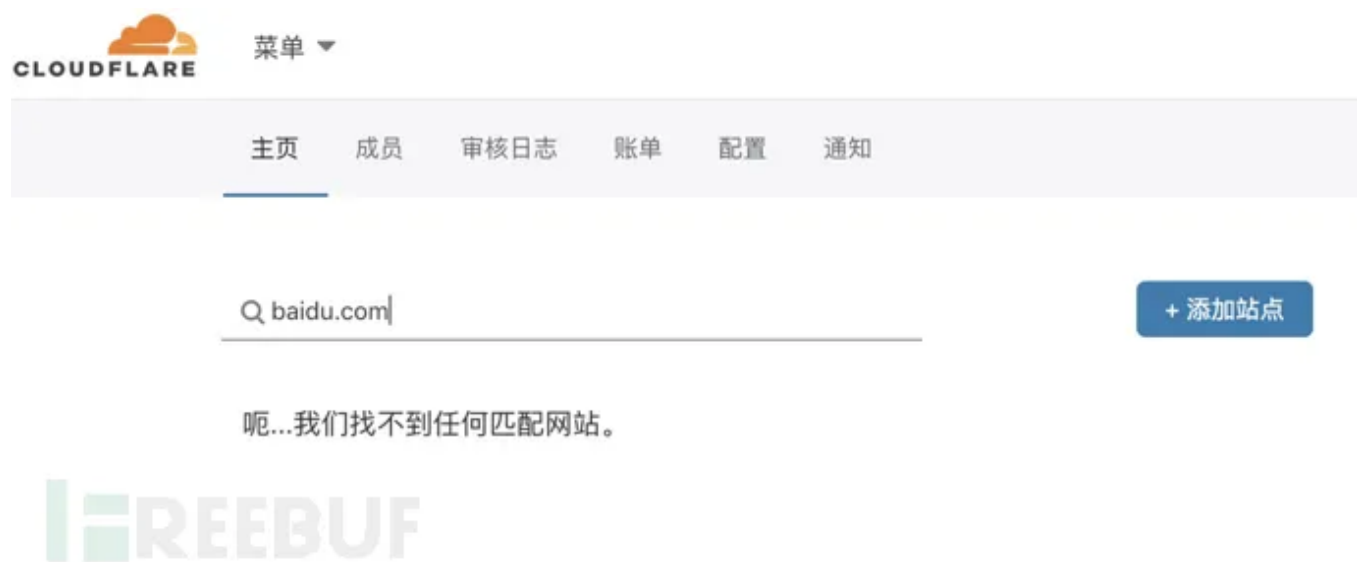 CLOUDFLARE
菜单
主页 成员 审核日志 账单 配置 通知
baidu.com
+ 添加站点
呃...我们找不到任何匹配网站。
FREEBUF